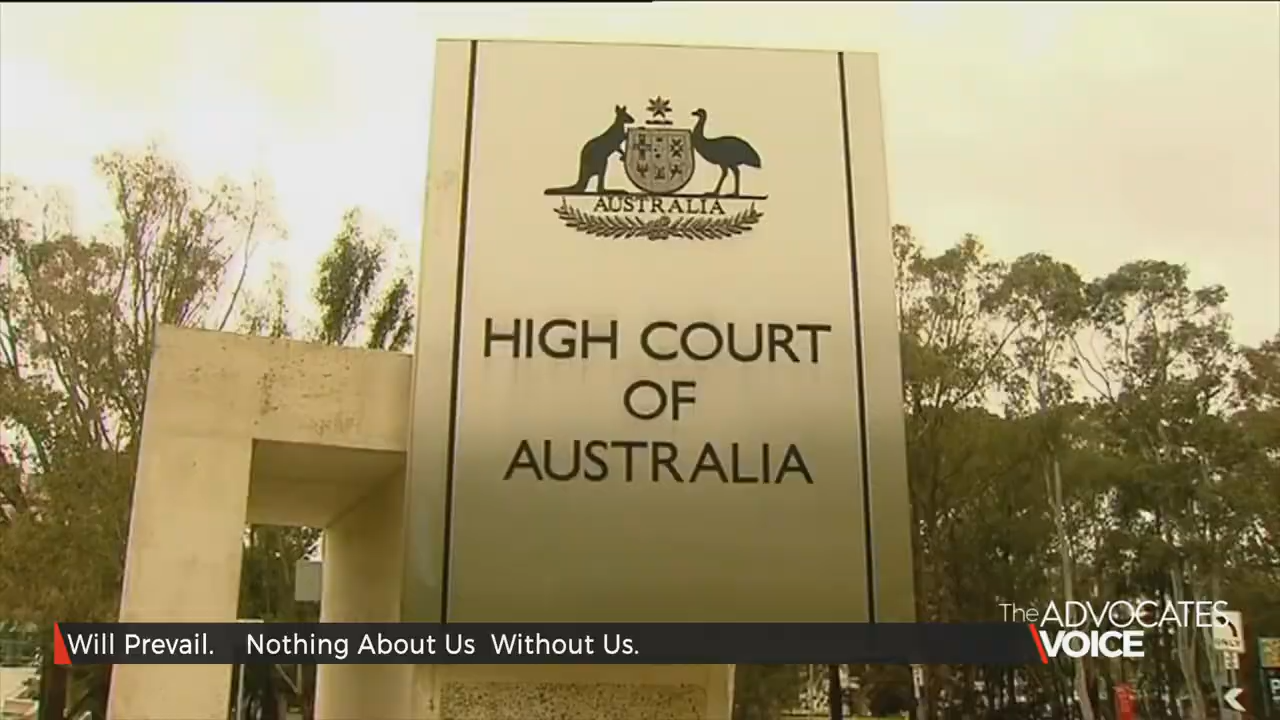 AUSTRALIA
HIGH COURT
OF
AUSTRALIA
The ADVOCATES
VOICE
Will Prevail. Nothing About Us Without Us.